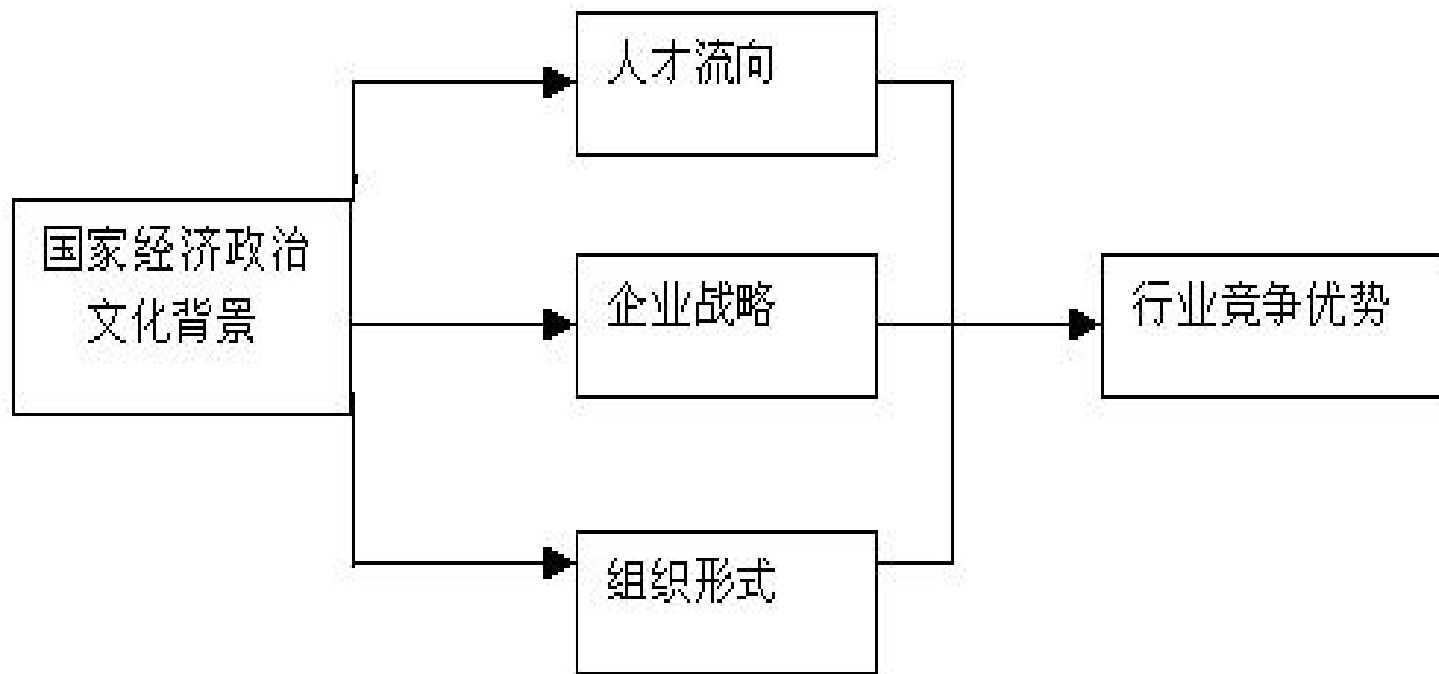 人才流向
国家经济政治
文化背景
企业战略
行业竞争优势
组织形式